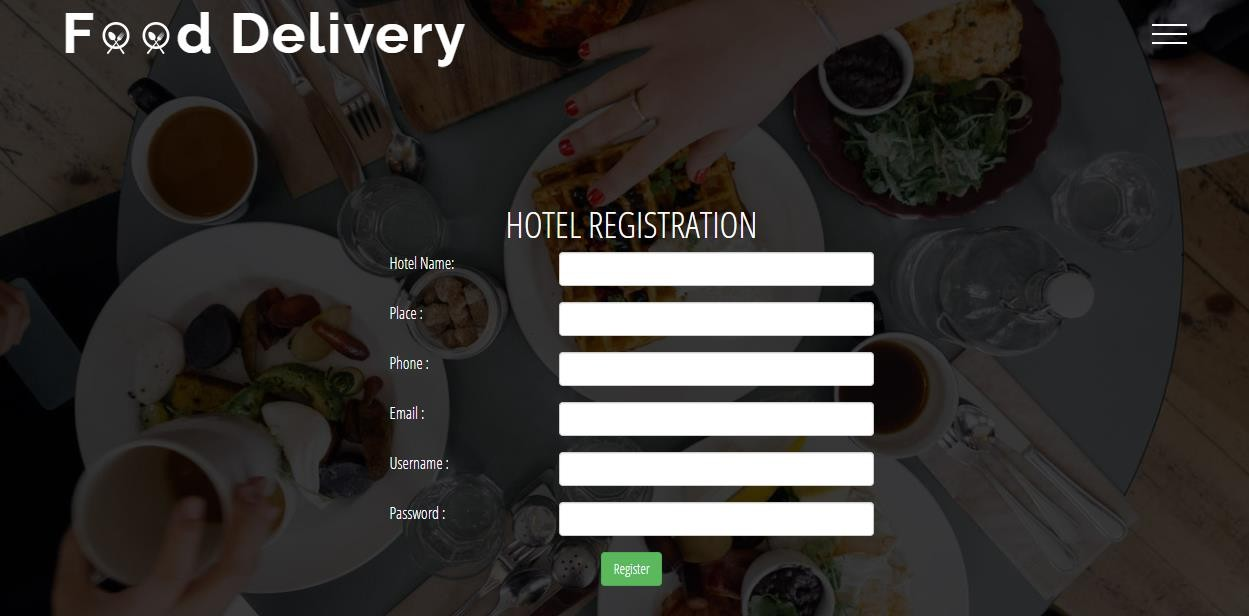 Food Delivery
HOTEL REGISTRATION
Hotel Name:
Place :
Phone :
Email :
Username :
Password :
Register